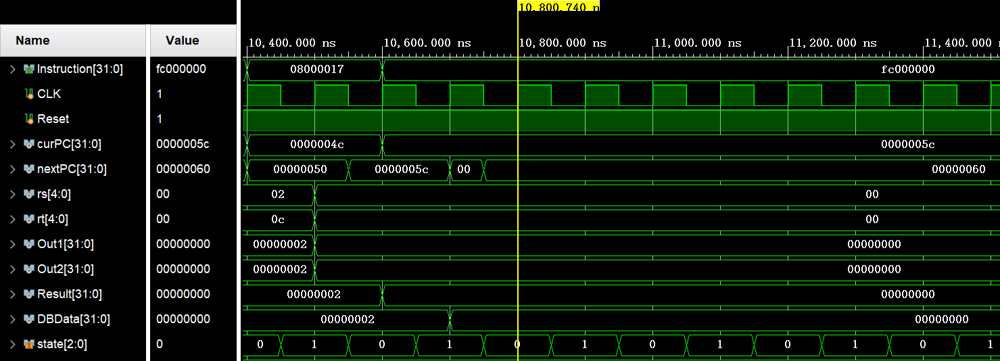 10,800.740 n
Name Value 10,400.000 ns 10,600.000 ns 10,800.000 ns 11,000.000 ns 11,200.000 ns 11,400.000 n
Instruction[31:0] fc000000 08000017 fc000000
CLK 1
Reset 1
curPC[31:0] 0000005c 0000004c 0000005c
nextPC[31:0] 00000060 00000050 0000005c 00 00000060
rs[4:0] 00 02 00
rt[4:0] 00 0c 00
Out1[31:0] 00000000 00000002 00000000
Out2[31:0] 00000000 00000002 00000000
Result[31:0] 00000000 00000002 00000000
DBData[31:0] 00000000 00000002 00000000
state[2:0] 0 0 1 0 1 0 1 0 1 0 1 0 1